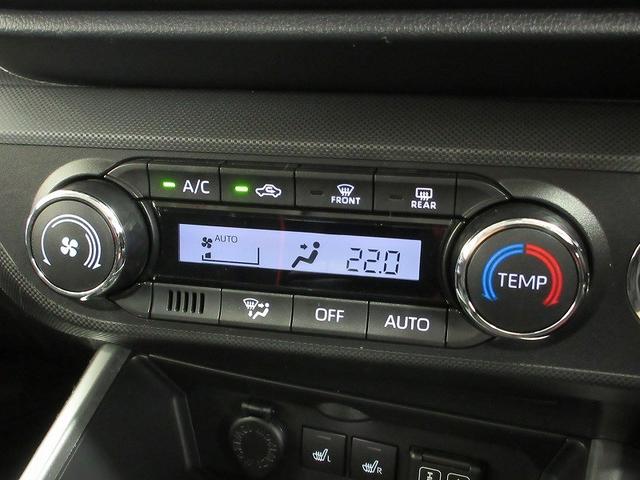 A/C
FRONT
REAR
AUTO
22.0
TEMP
OFF
AUTO
L
R